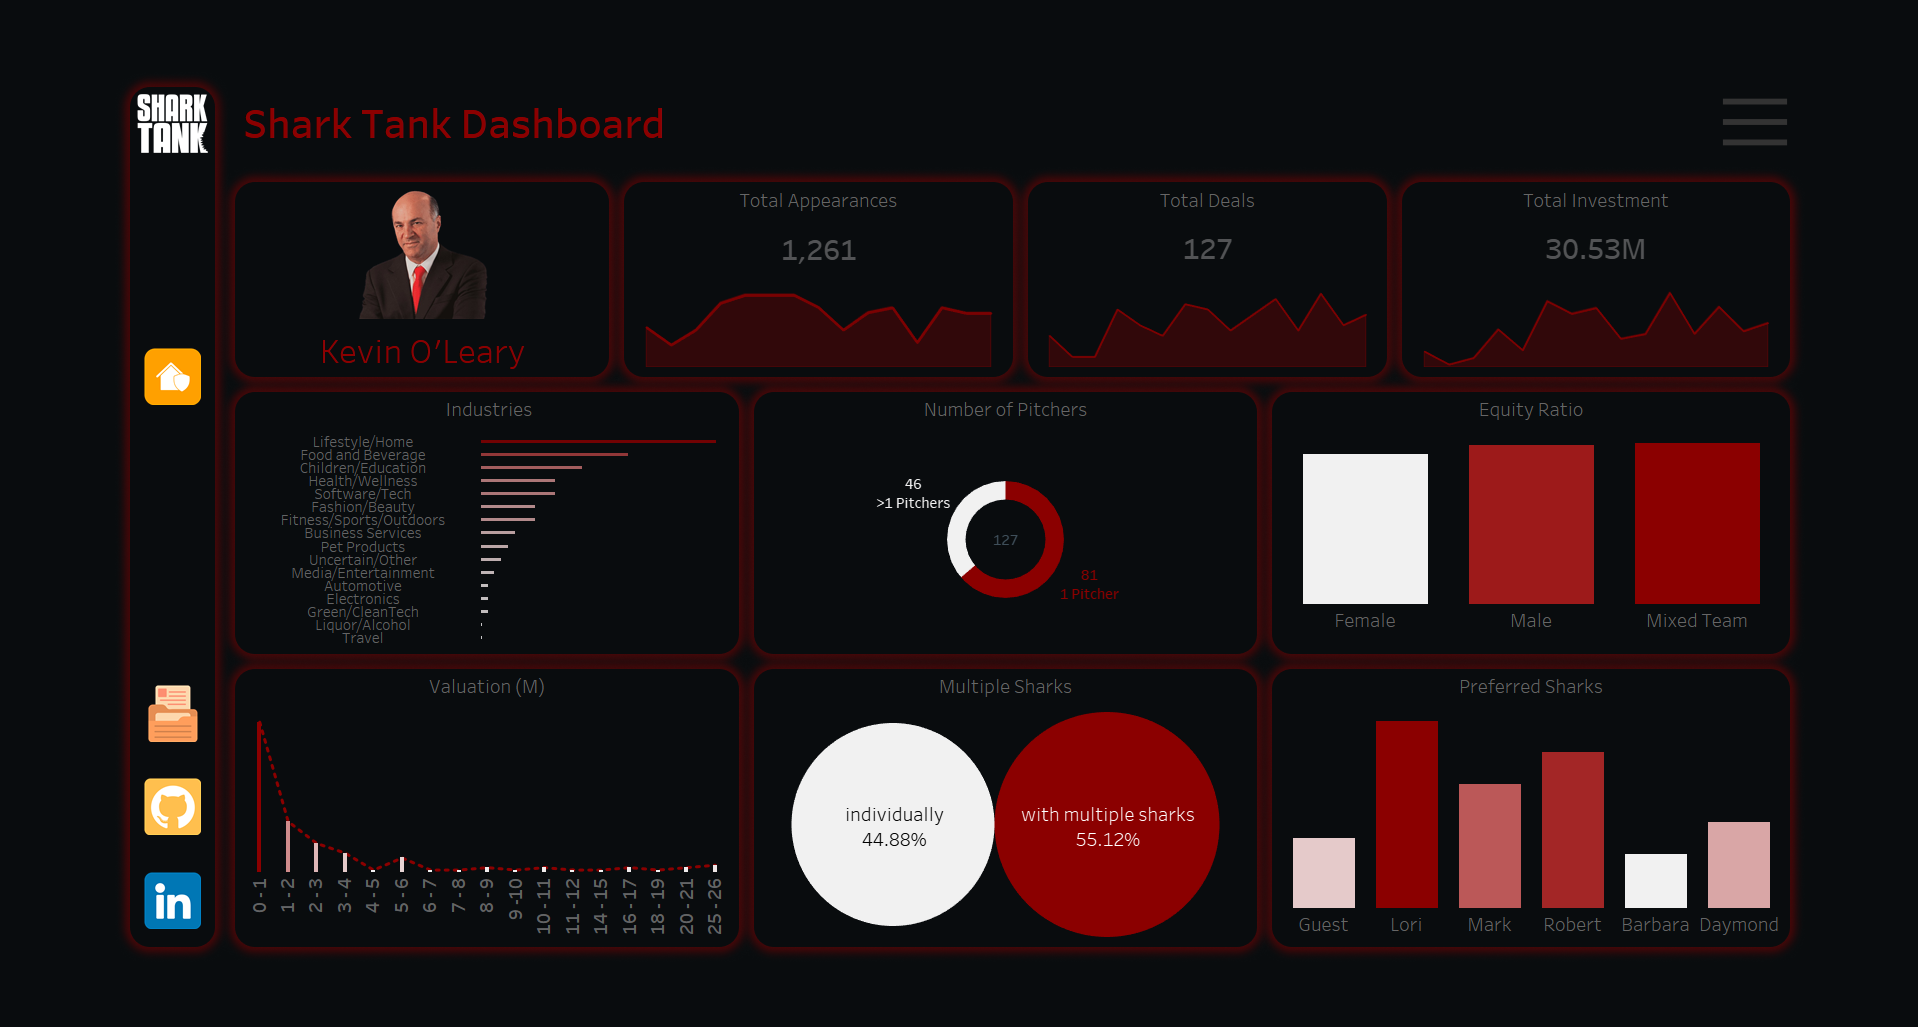 SHARK
TANK
Shark Tank Dashboard
Kevin O'Leary
Total Appearances
1,261
Total Deals
127
Total Investment
30.53M
Industries
Lifestyle/Home
Food and Beverage
Children/Education
Health/Wellness
Software/Tech
Fashion/Beauty
Fitness/Sports/Outdoors
Business Services
Pet Products
Uncertain/Other
Media/Entertainment
Automotive
Electronics
Green/CleanTech
Liquor/Alcohol
Travel
Number of Pitchers
46
>1 Pitchers
127
81
1 Pitcher
Equity Ratio
Female
Male
Mixed Team
Valuation (M)
0 - 1
1 - 2
2 - 3
3 - 4
4 - 5
5 - 6
6 - 7
7 - 8
8 - 9
9 -10
10 - 11
11 - 12
14 - 15
16 - 17
18 - 19
20 - 21
25 - 26
Multiple Sharks
individually
44.88%
with multiple sharks
55.12%
Preferred Sharks
Guest
Lori
Mark
Robert
Barbara
Daymond
in